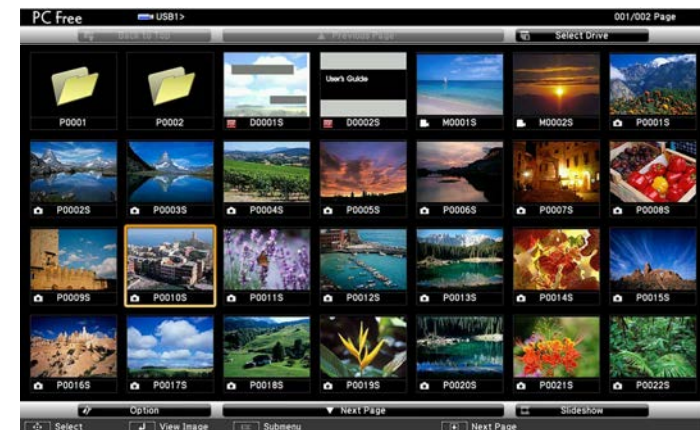 PC Free USB1> 001/002 Page
Back to Top Previous Page Select Drive
User's Guide
P0001 P0002 D0001S D0002S M0001S M0002S P0001S
P0002S P0003S P0004S P0005S P0006S P0007S P0008S
P0009S P0010S P0011S P0012S P0013S P0014S P0015S
P0016S P0017S P0018S P0019S P0020S P0021S P0022S
Option Next Page Slideshow
Select View Image Esc Submenu Next Page